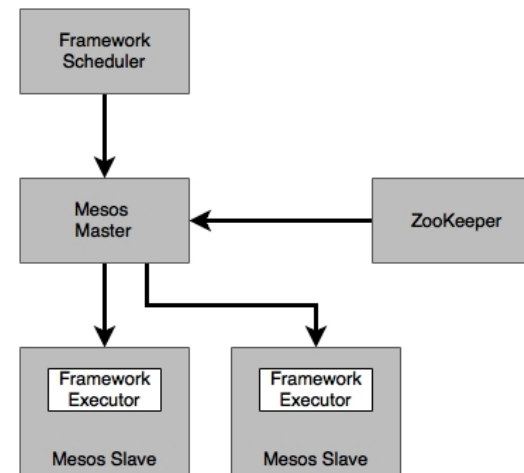 Framework
Scheduler
Mesos
Master
ZooKeeper
Framework
Executor
Mesos Slave
Framework
Executor
Mesos Slave